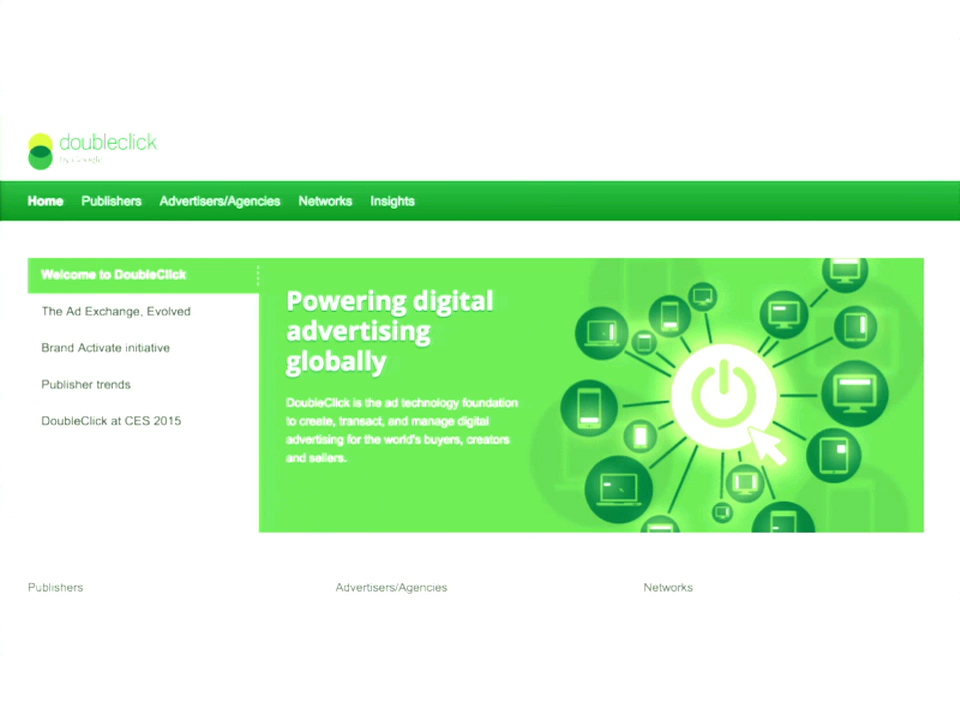 doubleclick
by Google
Home Publishers Advertisers/Agencies Networks Insights
Welcome to DoubleClick
The Ad Exchange, Evolved
Brand Activate initiative
Publisher trends
DoubleClick at CES 2015
Powering digital
advertising
globally
DoubleClick is the ad technology foundation
to create, transact, and manage digital
advertising for the world's buyers, creators
and sellers.
Publishers Advertisers/Agencies Networks